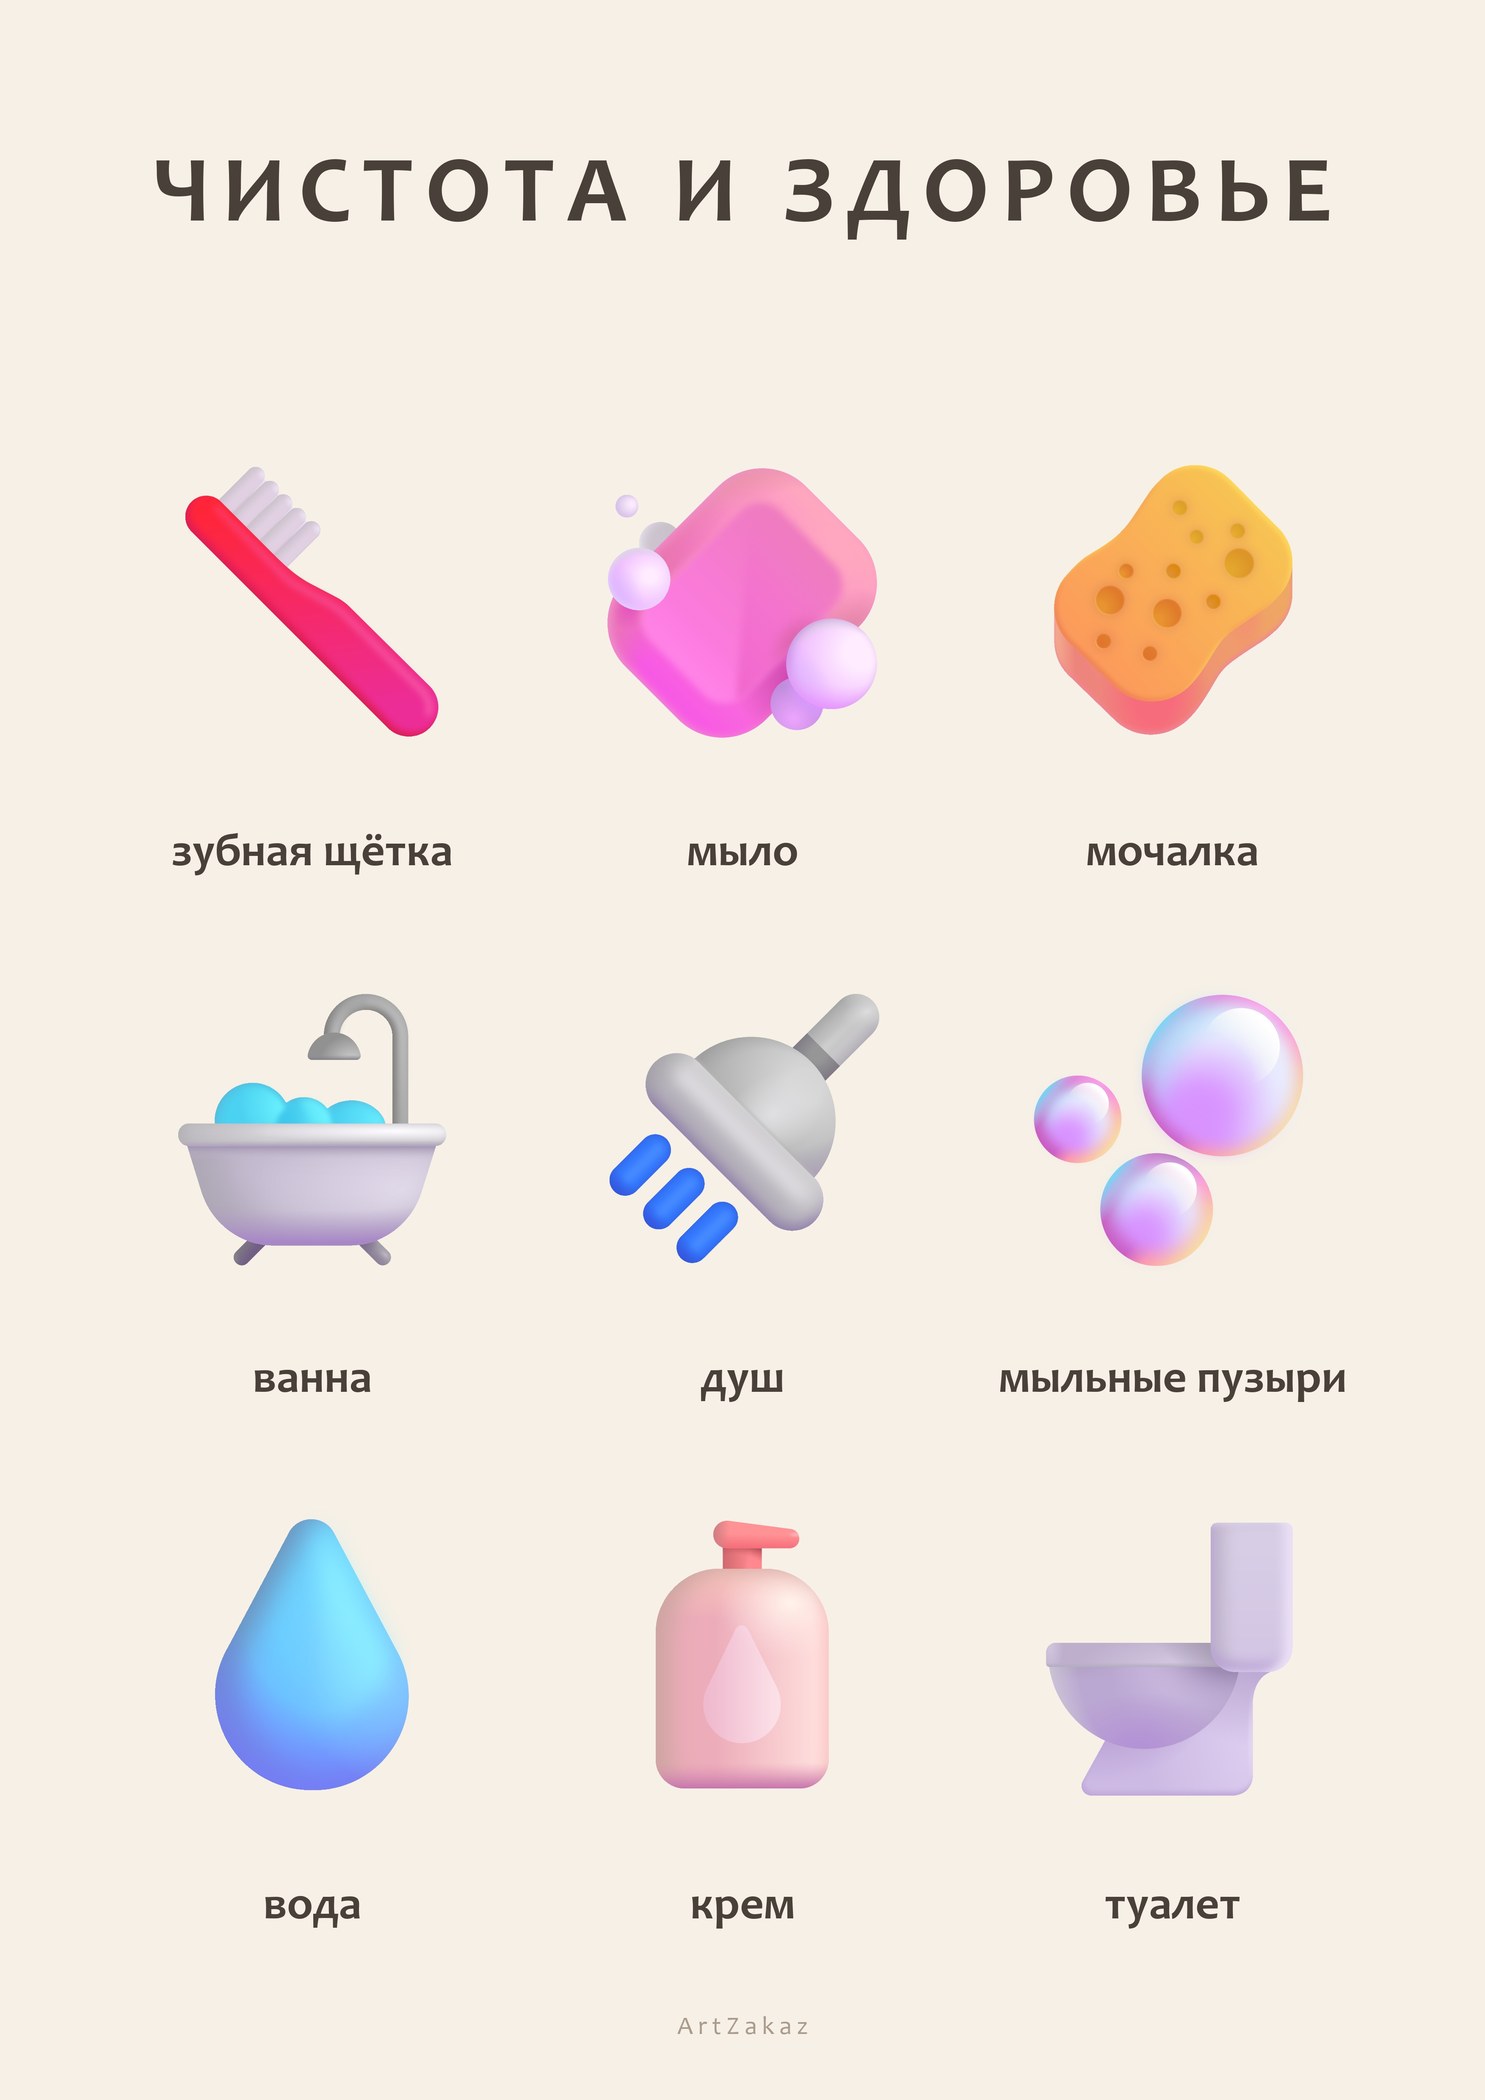 ЧИСТОТА И ЗДОРОВЬЕ
зубная щётка
мыло
мочалка
ванна
душ
мыльные пузыри
вода
крем
туалет
ArtZakaz